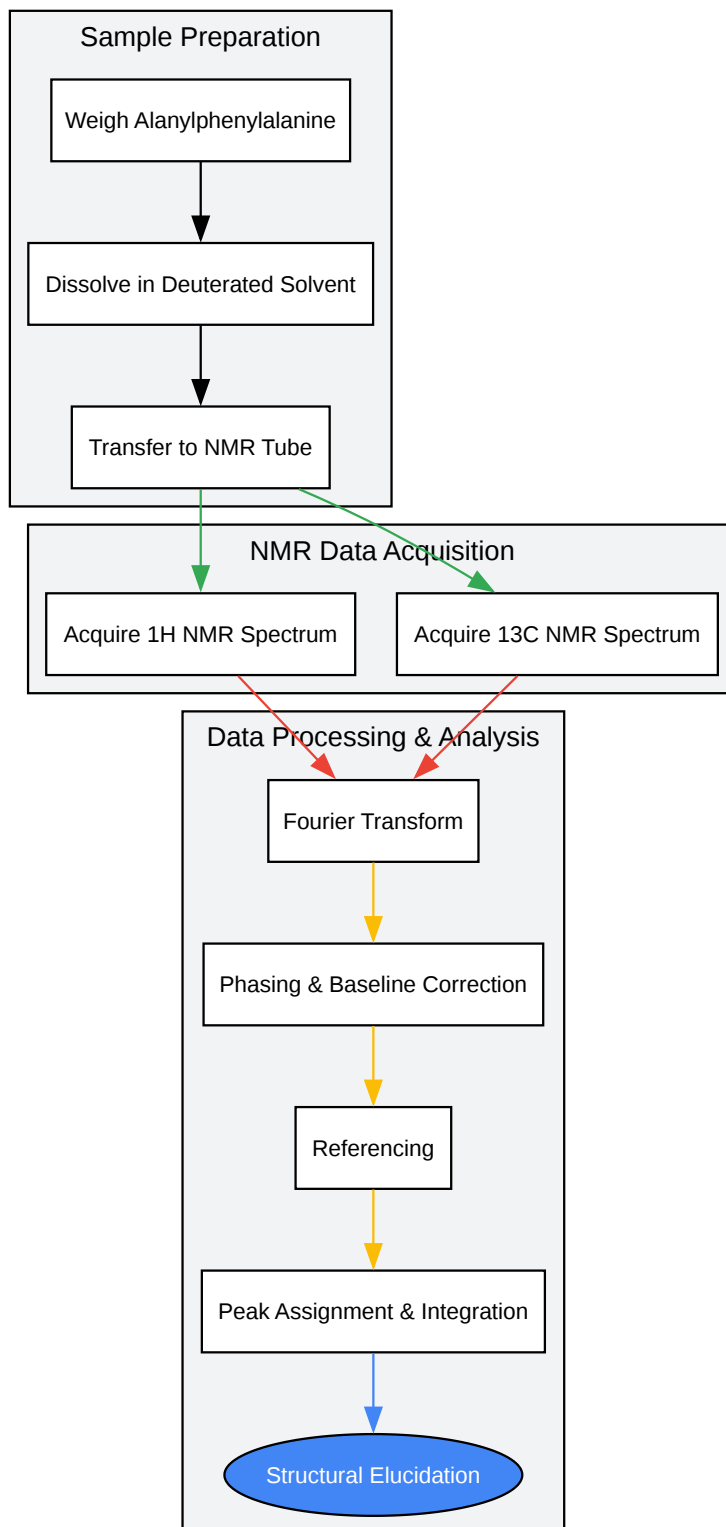 Sample Preparation
Weigh Alanylphenylalanine
Dissolve in Deuterated Solvent
Transfer to NMR Tube
NMR Data Acquisition
Acquire 1H NMR Spectrum
Acquire 13C NMR Spectrum
Data Processing & Analysis
Fourier Transform
Phasing & Baseline Correction
Referencing
Peak Assignment & Integration
Structural Elucidation